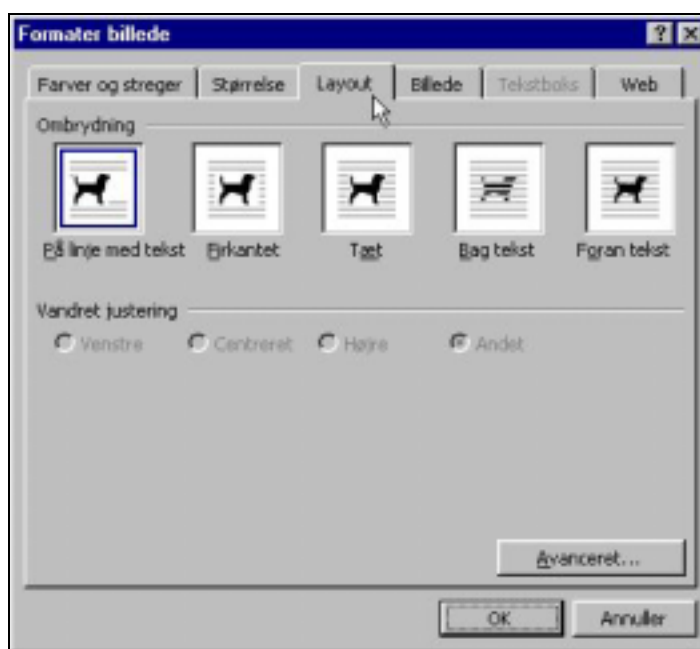 Formater billede
Farver og streger Størrelse Layout Billede Tekstboks Web
Ombrydning
På linje med tekst Firkantet Tæt Bag tekst Foran tekst
Vandret justering
Venstre Centreret Højre Andet
Avanceret...
OK Annuller